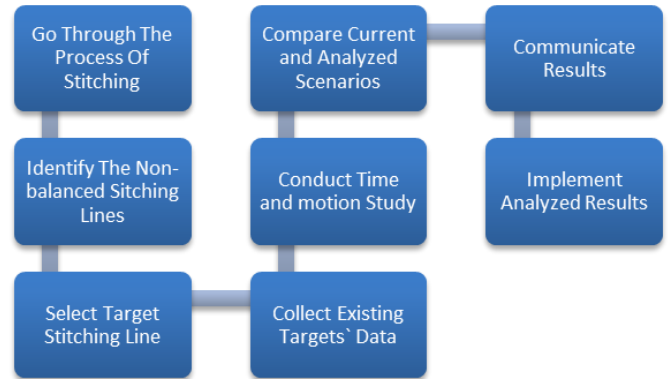 Go Through The
Process Of
Stitching
Identify The Non-
balanced Sitching
Lines
Select Target
Stitching Line
Collect Existing
Targets` Data
Conduct Time
and motion Study
Compare Current
and Analyzed
Scenarios
Communicate
Results
Implement
Analyzed Results